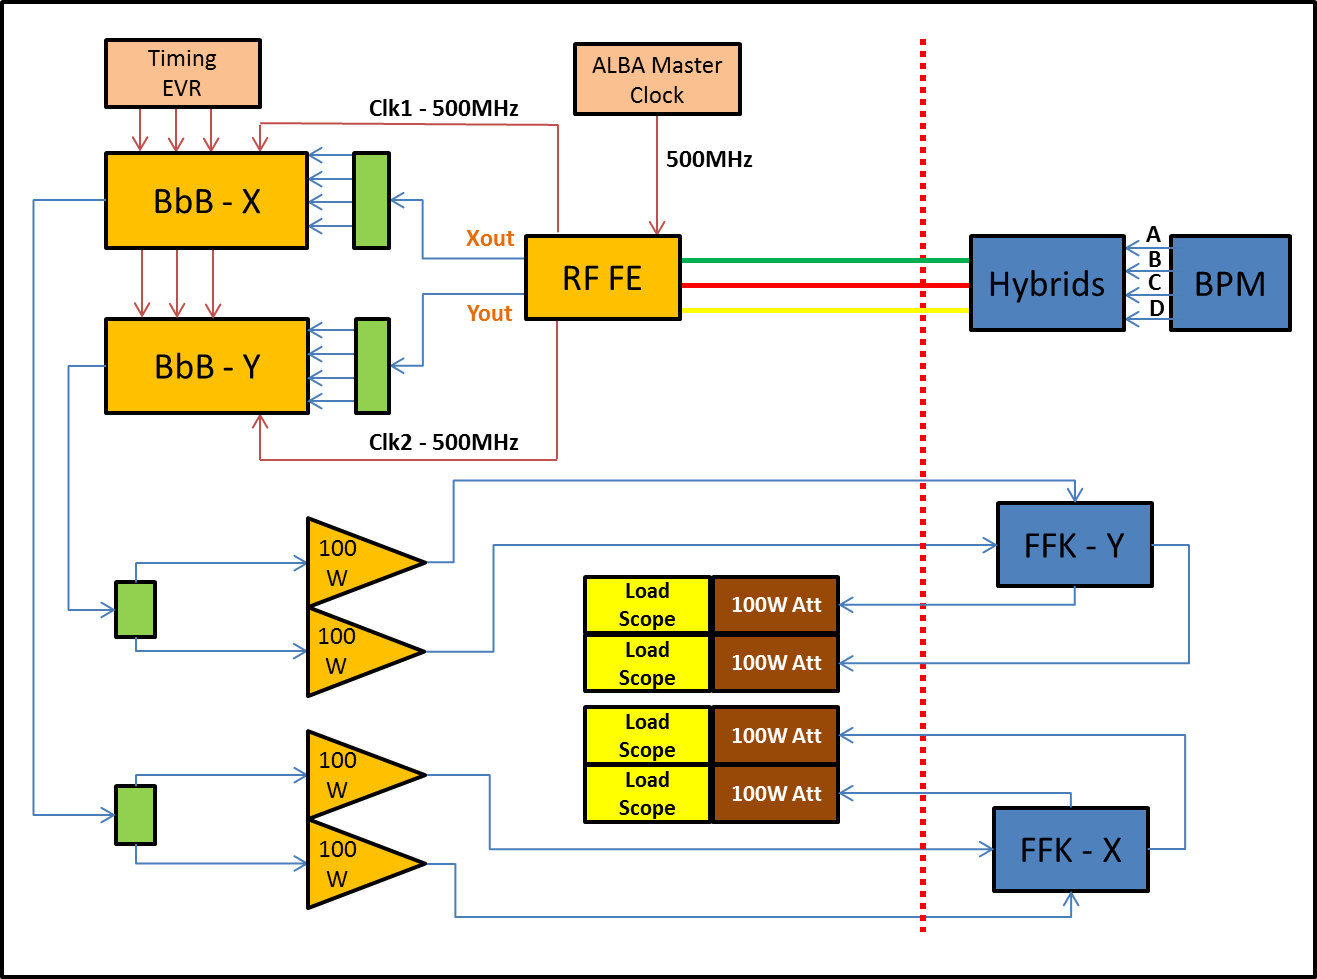 Timing
EVR
ALBA Master
Clock
Clk1 - 500MHz
500MHz
BbB - X
Xout
RF FE
Yout
Hybrids
A
B
C
D
BPM
BbB - Y
Clk2 - 500MHz
100
W
100
W
FFK - Y
Load
Scope
100W Att
Load
Scope
100W Att
Load
Scope
100W Att
Load
Scope
100W Att
100
W
100
W
FFK - X